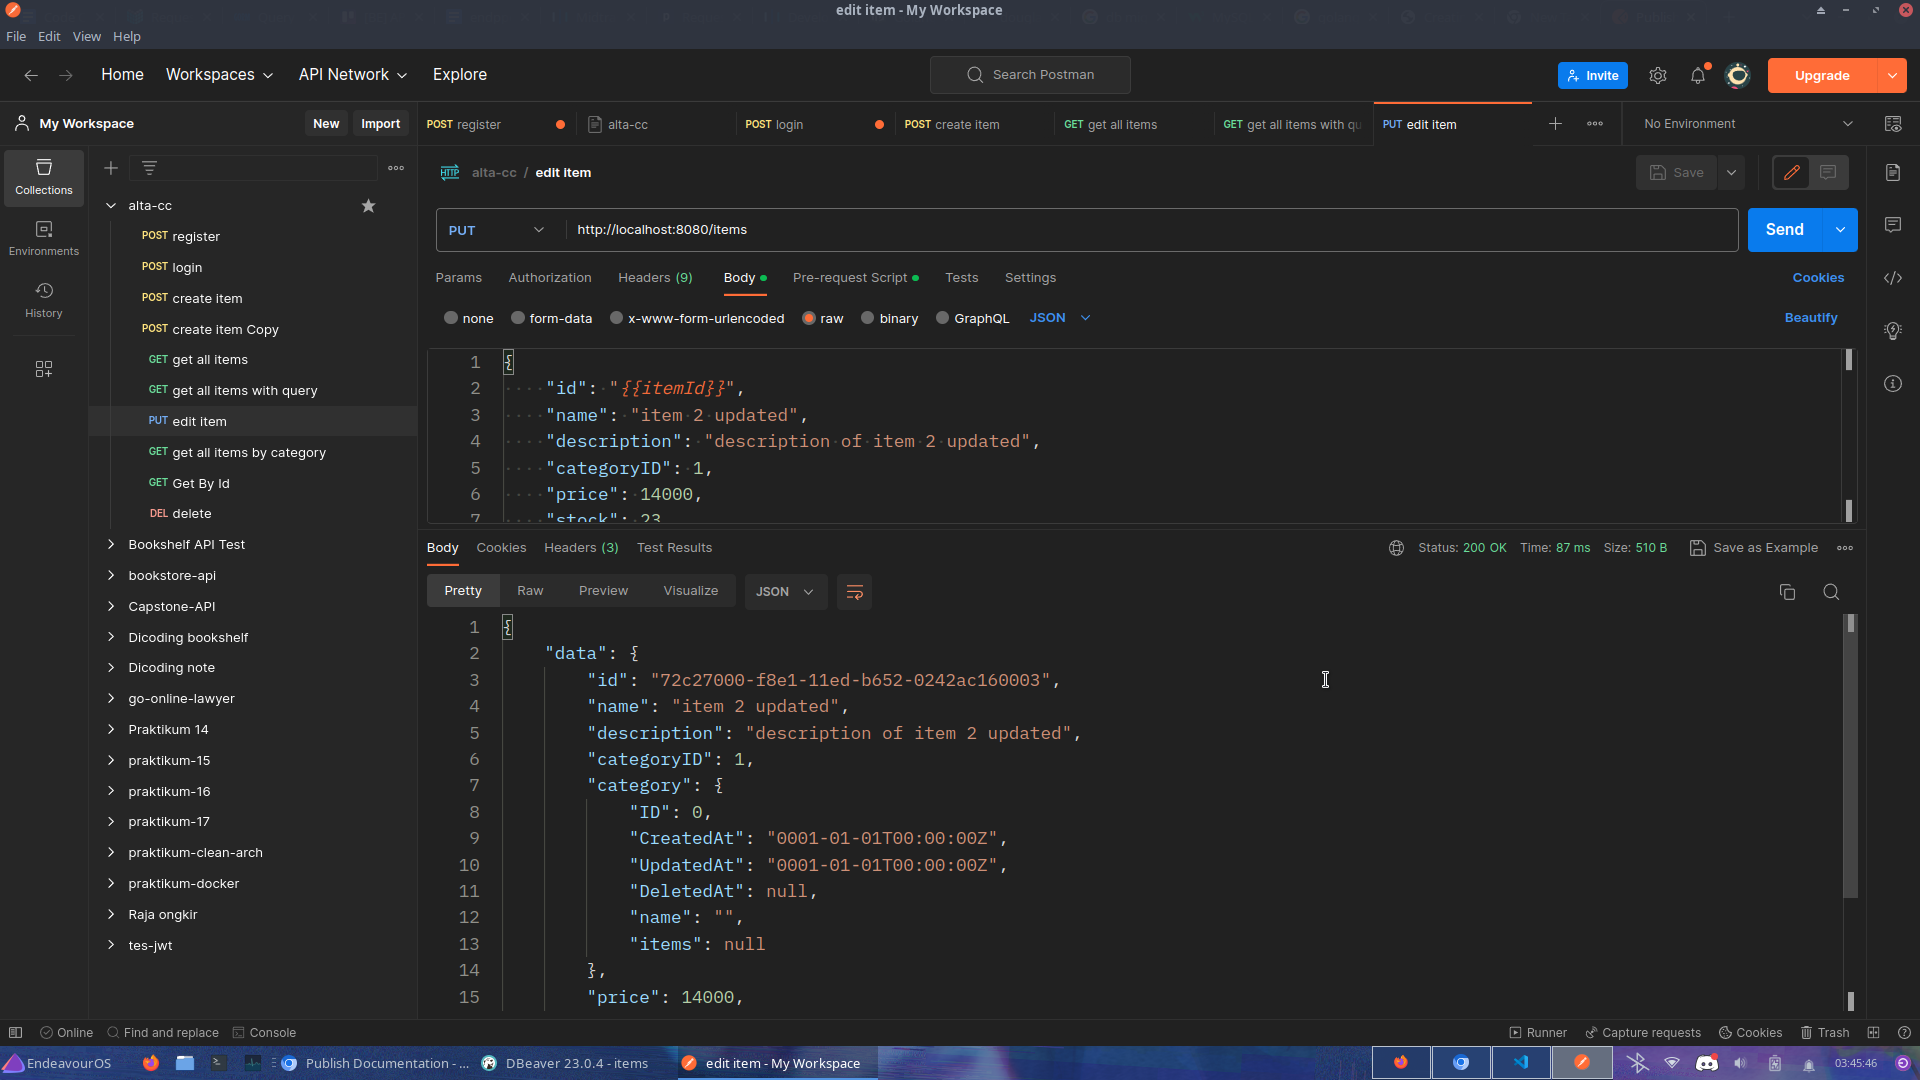 edit item - My Workspace
File Edit View Help
Home Workspaces API Network Explore
Search Postman
Invite
Upgrade
My Workspace New Import
POST register
alta-cc
POST login
POST create item
GET get all items
GET get all items with qu
PUT edit item
No Environment
Collections
Environments
History
alta-cc
POST register
POST login
POST create item
POST create item Copy
GET get all items
GET get all items with query
PUT edit item
GET get all items by category
GET Get By Id
DEL delete
Bookshelf API Test
bookstore-api
Capstone-API
Dicoding bookshelf
Dicoding note
go-online-lawyer
Praktikum 14
praktikum-15
praktikum-16
praktikum-17
praktikum-clean-arch
praktikum-docker
Raja ongkir
tes-jwt
HTTP alta-cc / edit item
Save
PUT http://localhost:8080/items
Send
Params Authorization Headers (9) Body Pre-request Script Tests Settings
Cookies
none form-data x-www-form-urlencoded raw binary GraphQL JSON
Beautify
1 {
2 "id": "{{itemId}}",
3 "name": "item 2 updated",
4 "description": "description of item 2 updated",
5 "categoryID": 1,
6 "price": 14000,
7 "stock": 23
Body Cookies Headers (3) Test Results
Status: 200 OK Time: 87 ms Size: 510 B Save as Example
Pretty Raw Preview Visualize JSON
1 {
2 "data": {
3 "id": "72c27000-f8e1-11ed-b652-0242ac160003",
4 "name": "item 2 updated",
5 "description": "description of item 2 updated",
6 "categoryID": 1,
7 "category": {
8 "ID": 0,
9 "CreatedAt": "0001-01-01T00:00:00Z",
10 "UpdatedAt": "0001-01-01T00:00:00Z",
11 "DeletedAt": null,
12 "name": "",
13 "items": null
14 },
15 "price": 14000,
Online Find and replace Console
Runner Capture requests Cookies Trash
EndeavourOS
Publish Documentation - ...
DBeaver 23.0.4 - items
edit item - My Workspace
03:45:46